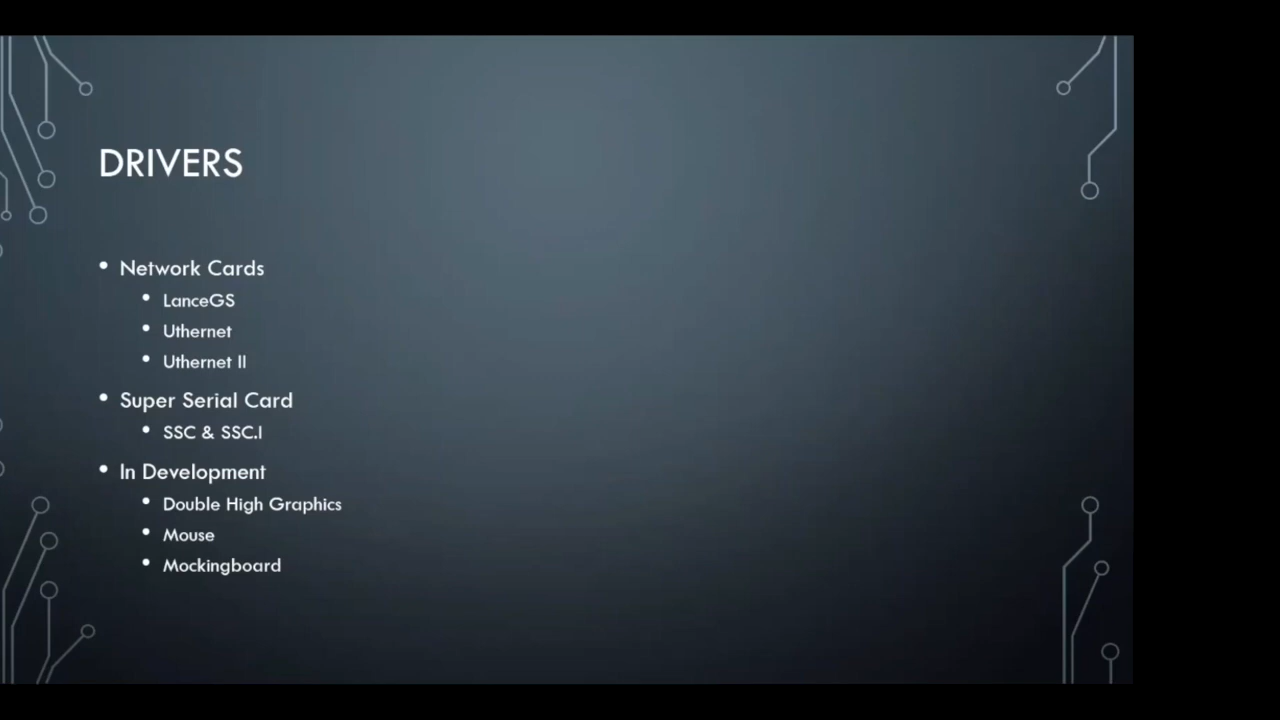 DRIVERS
Network Cards
LanceGS
Uthernet
Uthernet II
Super Serial Card
SSC & SSC.I
In Development
Double High Graphics
Mouse
Mockingboard